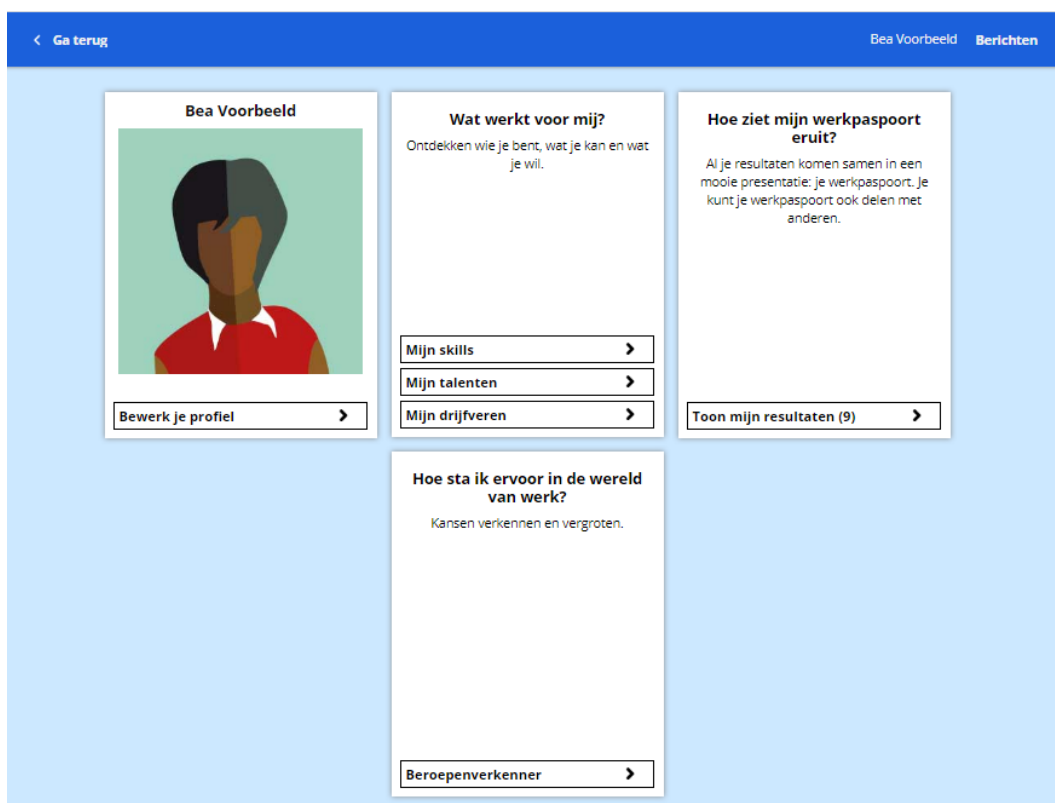 Ga terug
Bea Voorbeeld Berichten
Bea Voorbeeld
Bewerk je profiel
Wat werkt voor mij?
Ontdekken wie je bent, wat je kan en wat
je wil.
Mijn skills
Mijn talenten
Mijn drijfveren
Hoe ziet mijn werkpaspoort
eruit?
Al je resultaten komen samen in een
mooie presentatie: je werkpaspoort. Je
kunt je werkpaspoort ook delen met
anderen.
Toon mijn resultaten (9)
Hoe sta ik ervoor in de wereld
van werk?
Kansen verkennen en vergroten.
Beroepenverkenner